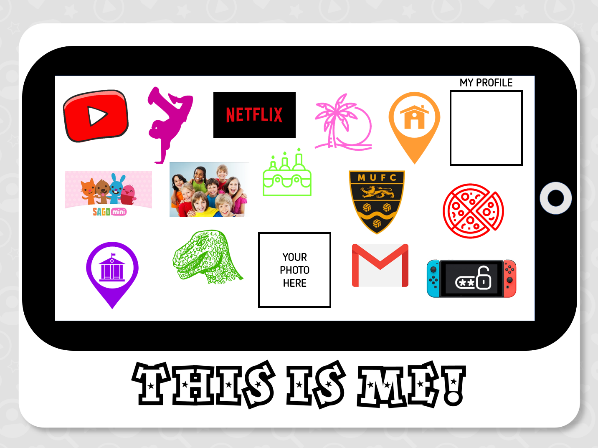 MY PROFILE
NETFLIX
MUFC
SAGO mini
YOUR
PHOTO
HERE
**
THIS IS ME!